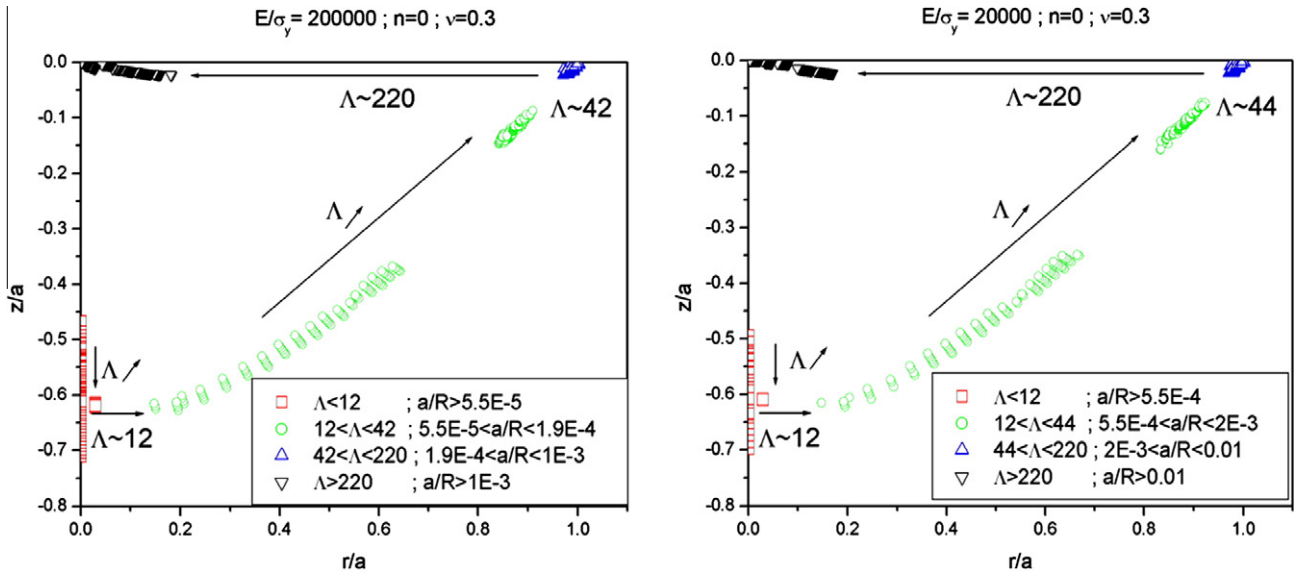 E/σy= 200000 ; n=0 ; ν=0.3
0.0
-0.1
-0.2
-0.3
-0.4
-0.5
-0.6
-0.7
-0.8
z/a
Λ~220
Λ~42
Λ
Λ
Λ~12
Λ<12 ; a/R>5.5E-5
12<Λ<42 ; 5.5E-5<a/R<1.9E-4
42<Λ<220 ; 1.9E-4<a/R<1E-3
Λ>220 ; a/R>1E-3
0.0 0.2 0.4 0.6 0.8 1.0
r/a
E/σy= 20000 ; n=0 ; ν=0.3
0.0
-0.1
-0.2
-0.3
-0.4
-0.5
-0.6
-0.7
-0.8
z/a
Λ~220
Λ~44
Λ
Λ
Λ~12
Λ<12 ; a/R>5.5E-4
12<Λ<44 ; 5.5E-4<a/R<2E-3
44<Λ<220 ; 2E-3<a/R<0.01
Λ>220 ; a/R>0.01
0.0 0.2 0.4 0.6 0.8 1.0
r/a